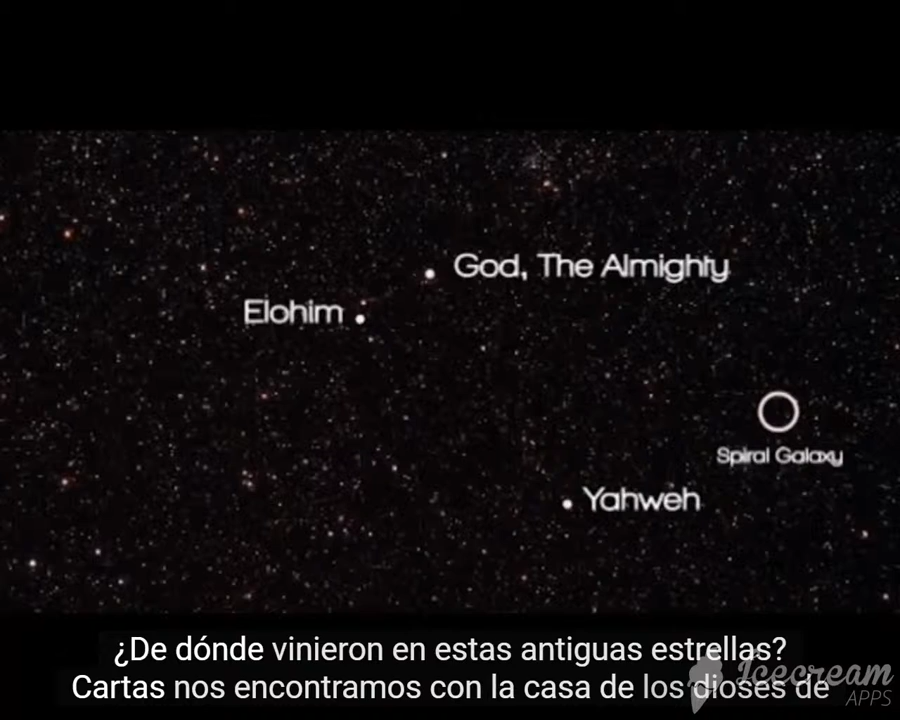 God, The Almighty
Elohim
Spiral Galaxy
Yahweh
¿De dónde vinieron en estas antiguas estrellas?
Cartas nos encontramos con la casa de los dioses de
Icecream
APPS